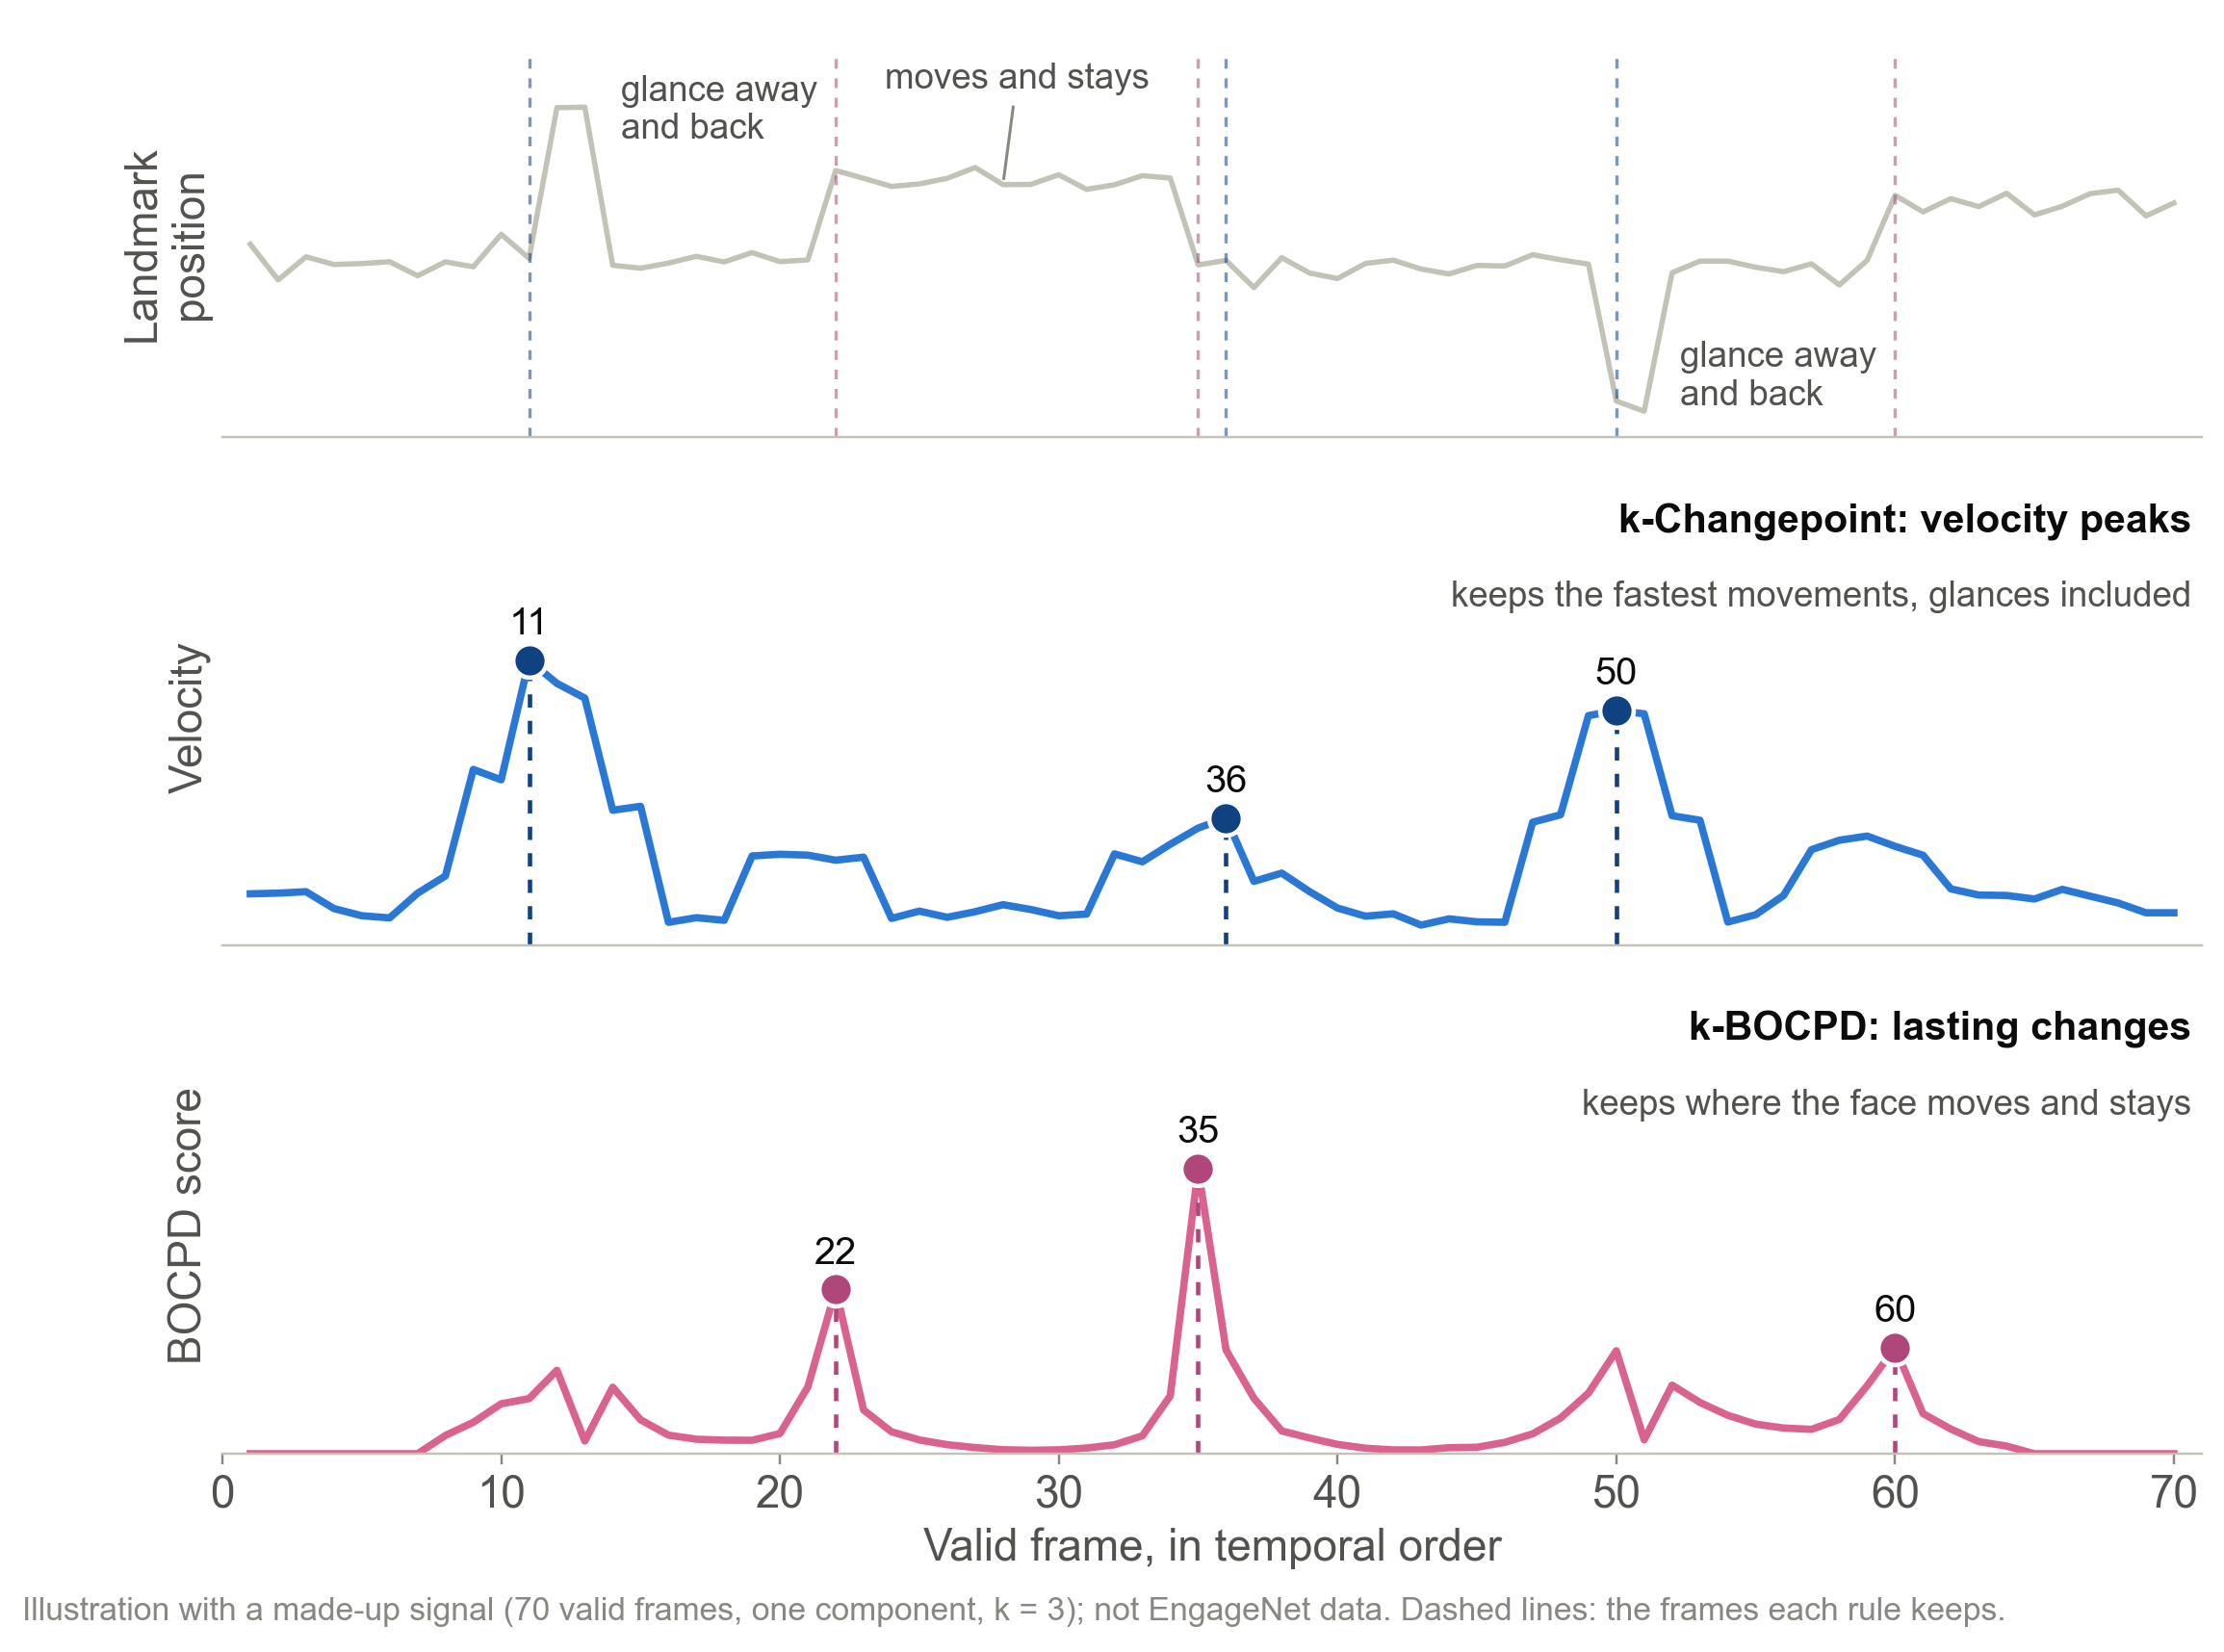 glance away
and back
moves and stays
Landmark
position
glance away
and back
k-Changepoint: velocity peaks
keeps the fastest movements, glances included
Velocity
11
36
50
k-BOCPD: lasting changes
keeps where the face moves and stays
BOCPD score
22
35
60
0 10 20 30 40 50 60 70
Valid frame, in temporal order
Illustration with a made-up signal (70 valid frames, one component, k = 3); not EngageNet data. Dashed lines: the frames each rule keeps.